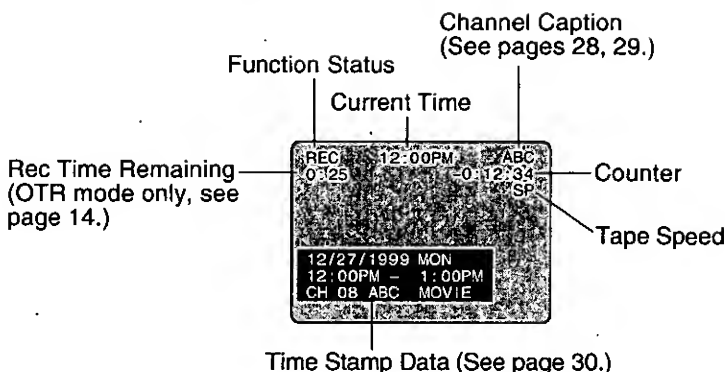 Channel Caption
(See pages 28, 29.)
Function Status
Current Time
REC 12:00PM ABC
0:25 -0:12:34
SP
Rec Time Remaining
(OTR mode only, see
page 14.)
Counter
Tape Speed
12/27/1999 MON
12:00PM – 1:00PM
CH 08 ABC MOVIE
Time Stamp Data (See page 30.)